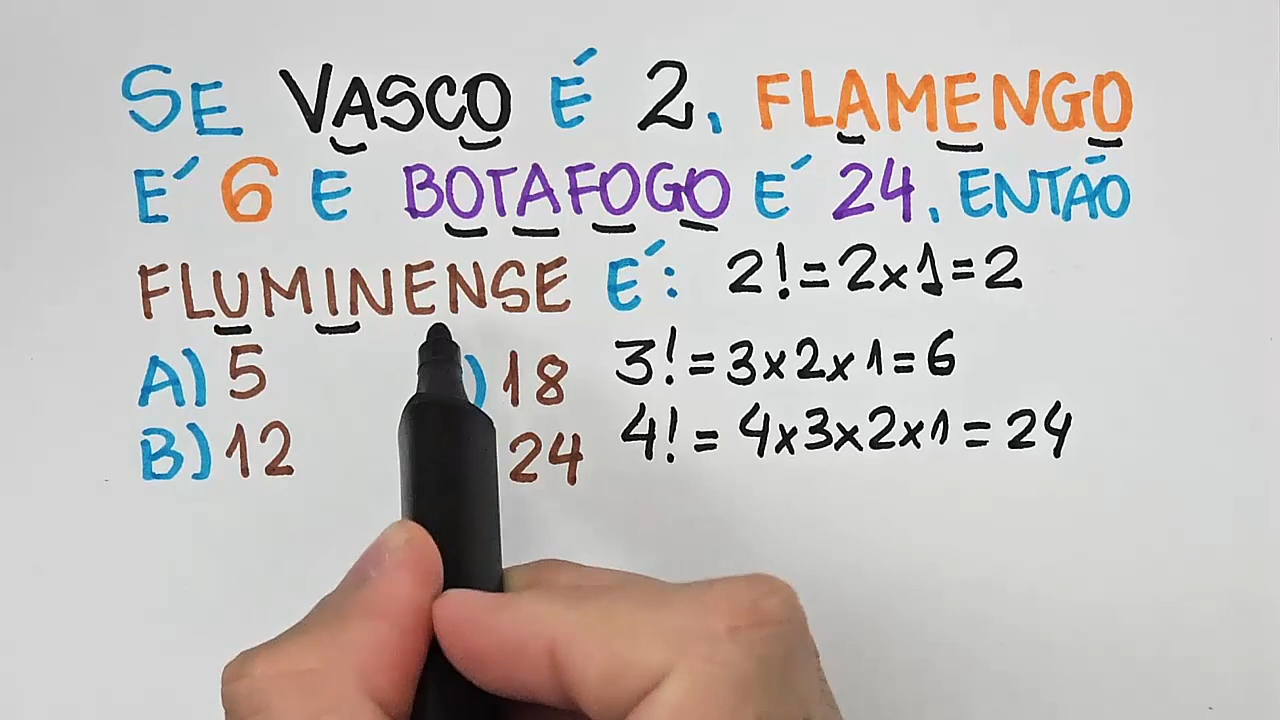 SE VASCO É 2, FLAMENGO
É 6 E BOTAFOGO É 24, ENTÃO
FLUMINENSE É:
2!=2x1=2
A) 5
) 18
3!=3x2x1=6
B) 12
24
4!=4x3x2x1=24